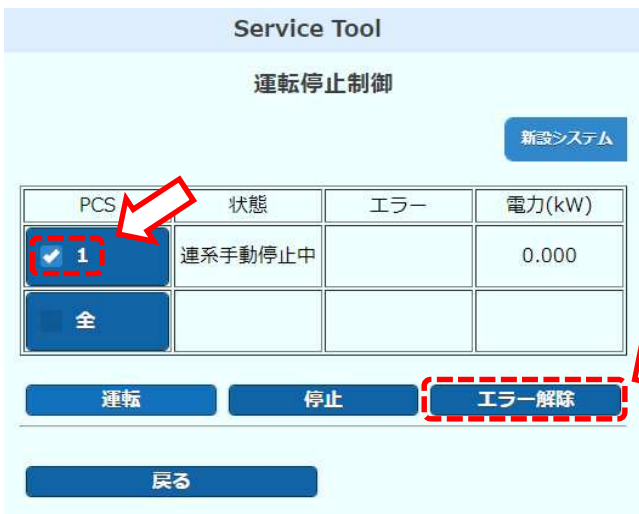 Service Tool
運転停止制御
新設システム
PCS 状態 エラー 電力(kW)
1 連系手動停止中 0.000
全
運転 停止 エラー解除
戻る